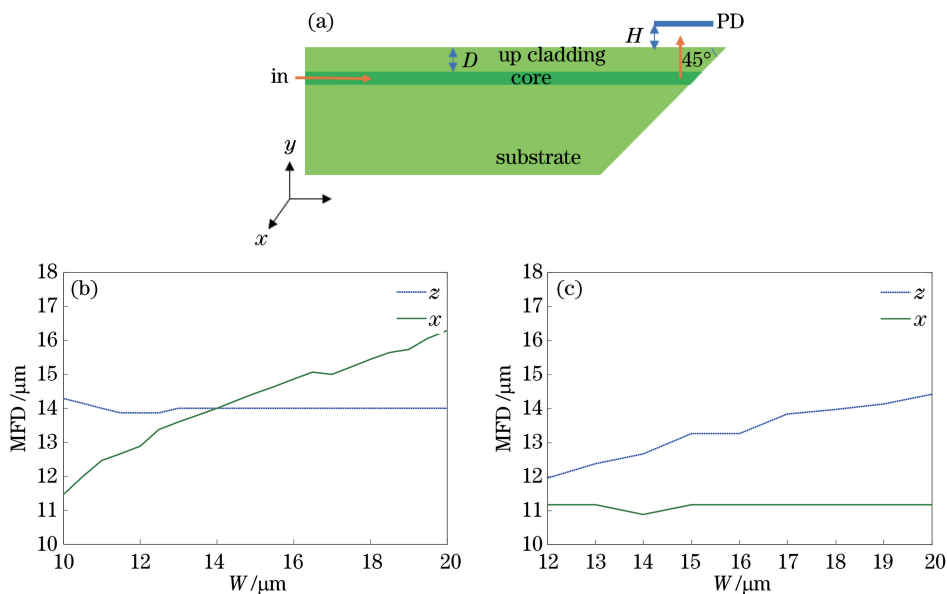 (a)
PD
H
D
up cladding
45°
in
core
substrate
y
x
(b)
z
x
18
17
16
15
14
13
12
11
10
MFD /μm
10
12
14
16
18
20
W /μm
(c)
z
x
18
17
16
15
14
13
12
11
10
MFD /μm
12
13
14
15
16
17
18
19
20
W /μm